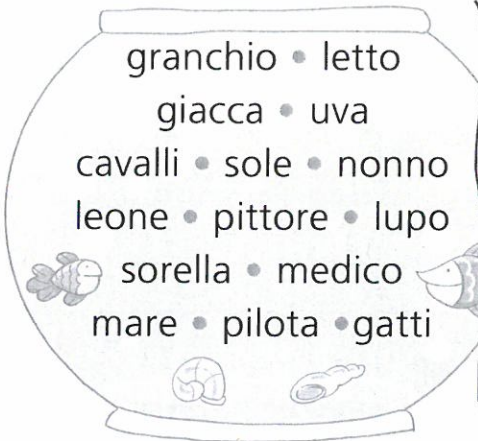 granchio • letto
giacca • uva
cavalli • sole • nonno
leone • pittore • lupo
sorella • medico
mare • pilota • gatti